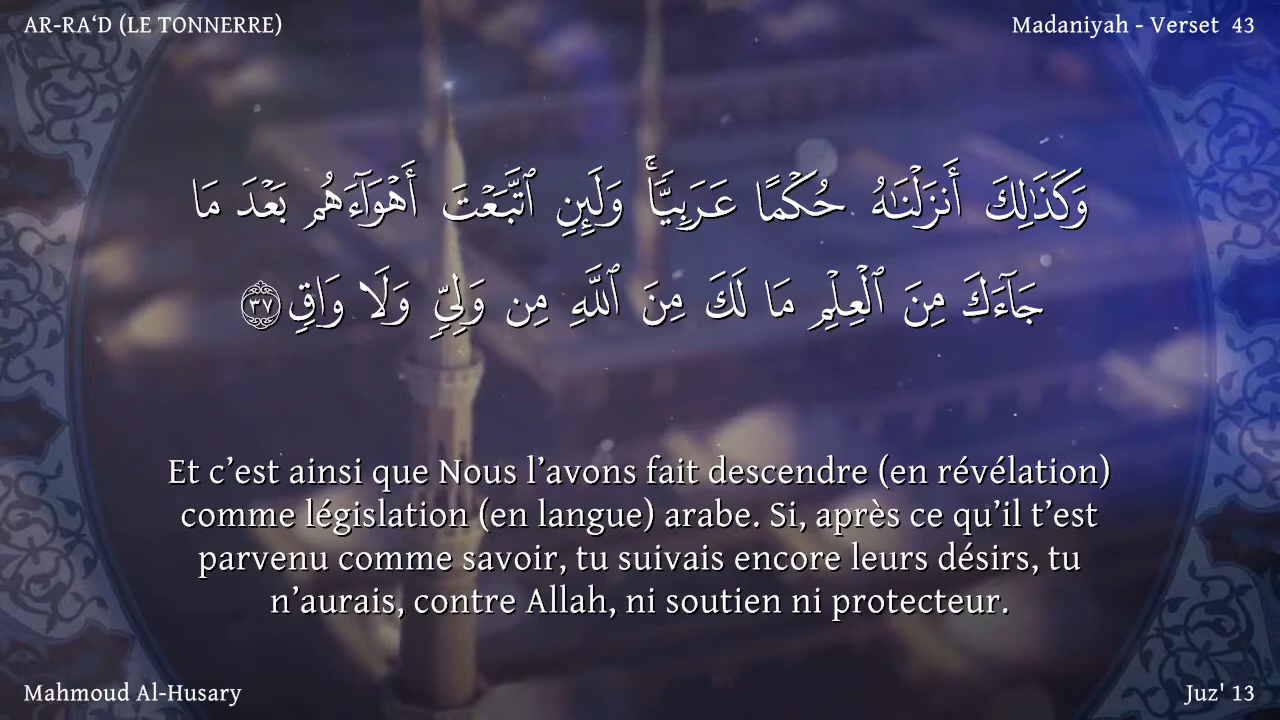 AR-RA‘D (LE TONNERRE)
Madaniyah - Verset 43
وَكَذَٰلِكَ أَنزَلْنَـٰهُ حُكْمًا عَرَبِيًّا ۚ وَلَئِنِ ٱتَّبَعْتَ أَهْوَآءَهُم بَعْدَ مَا
جَآءَكَ مِنَ ٱلْعِلْمِ مَا لَكَ مِنَ ٱللَّهِ مِن وَلِىٍّ وَلَا وَاقٍ ٣٧
Et c’est ainsi que Nous l’avons fait descendre (en révélation)
comme législation (en langue) arabe. Si, après ce qu’il t’est
parvenu comme savoir, tu suivais encore leurs désirs, tu
n’aurais, contre Allah, ni soutien ni protecteur.
Mahmoud Al-Husary
Juz' 13